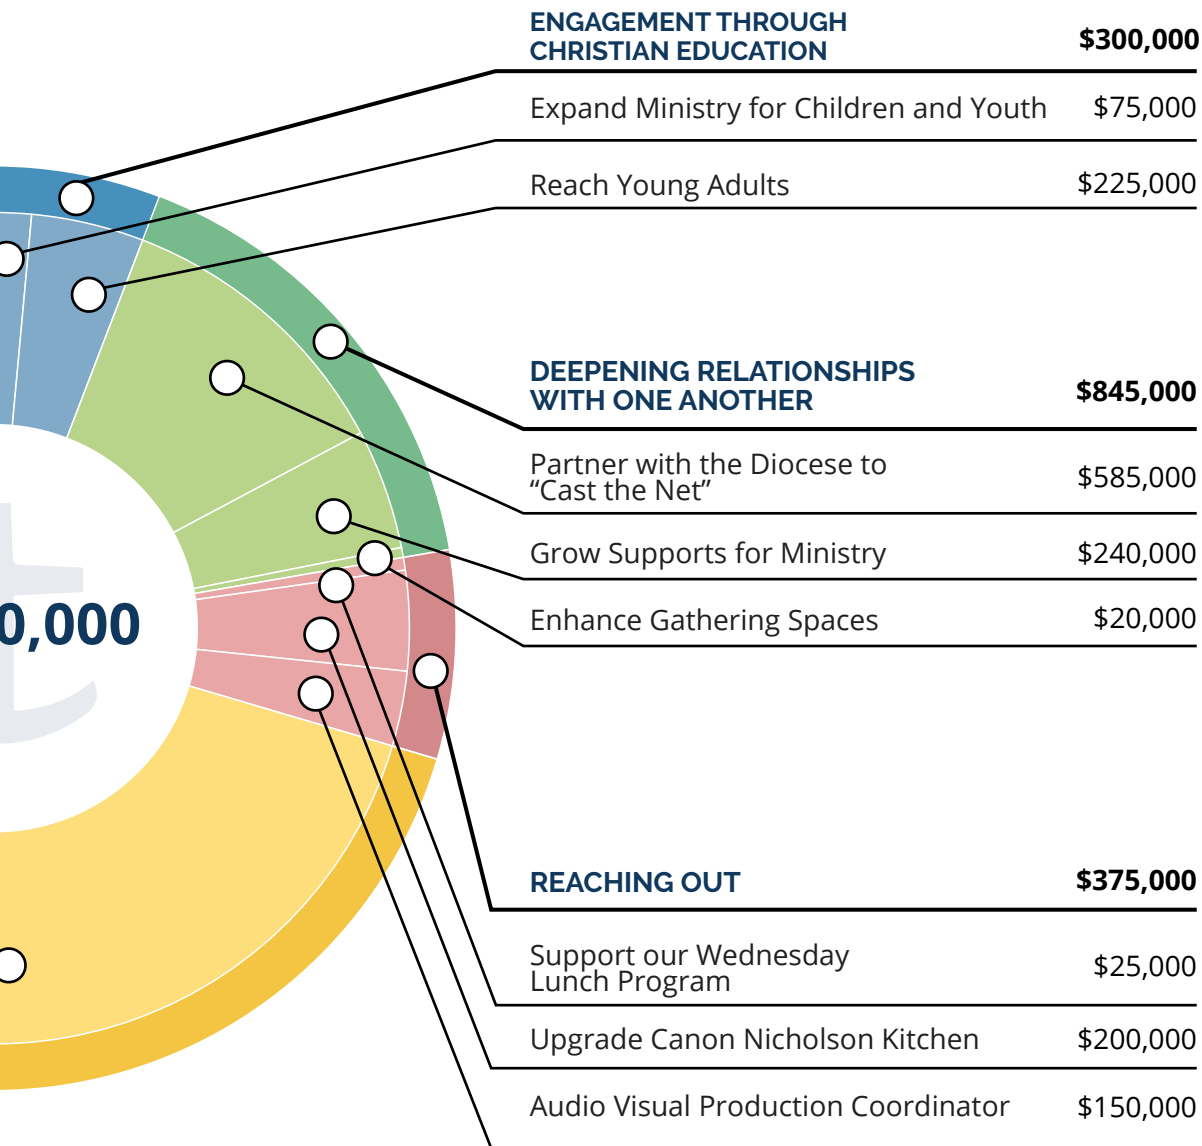 ENGAGEMENT THROUGH
CHRISTIAN EDUCATION $300,000
Expand Ministry for Children and Youth $75,000
Reach Young Adults $225,000
DEEPENING RELATIONSHIPS
WITH ONE ANOTHER $845,000
Partner with the Diocese to
“Cast the Net” $585,000
Grow Supports for Ministry $240,000
Enhance Gathering Spaces $20,000
0,000
REACHING OUT $375,000
Support our Wednesday
Lunch Program $25,000
Upgrade Canon Nicholson Kitchen $200,000
Audio Visual Production Coordinator $150,000